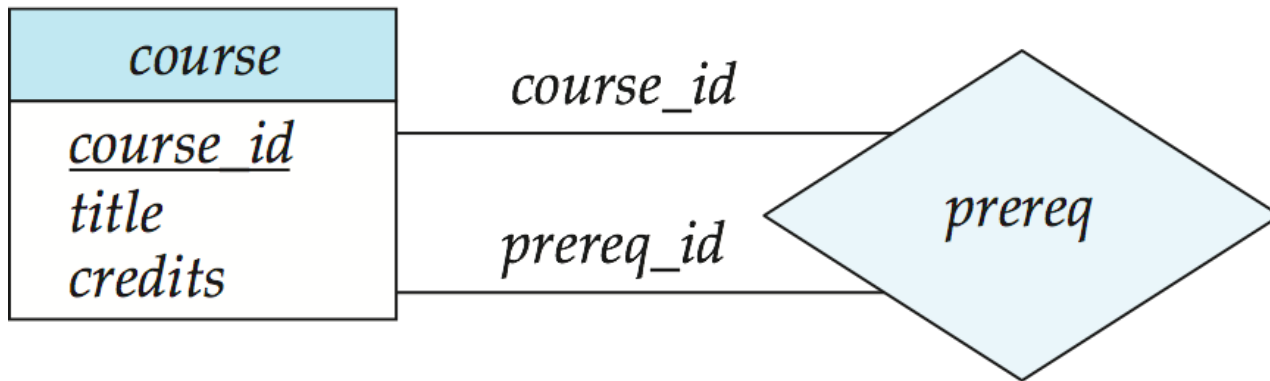 course
course_id
title
credits
course_id
prereq_id
prereq